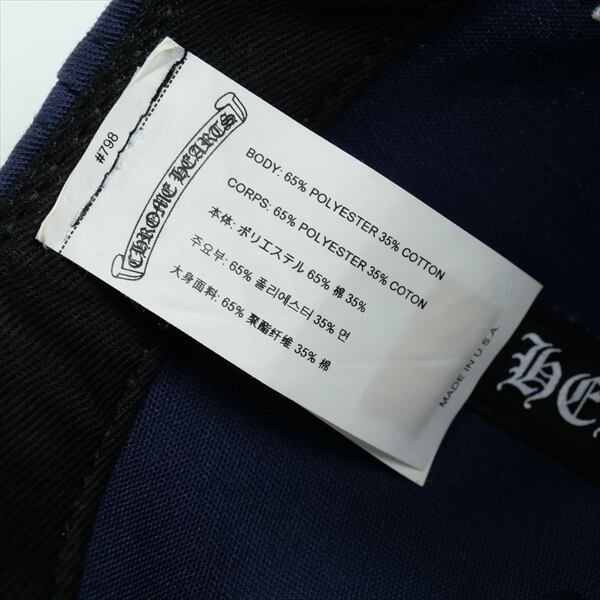 #798
CHROME HEARTS
BODY: 65% POLYESTER 35% COTTON
CORPS: 65% POLYESTER 35% COTON
本体: ポリエステル 65% 棉 35%
주요부: 65% 폴리에스터 35% 면
大身面料: 65% 聚酯纤维 35% 棉
MADE IN U.S.A.
HE